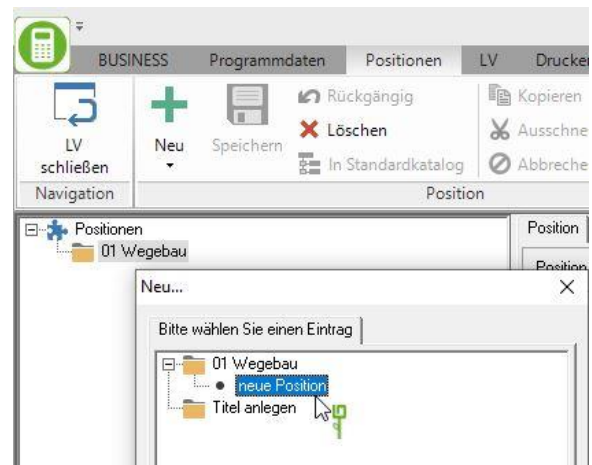 BUSINESS Programmdaten Positionen LV Drucke
LV schließen
Neu
Speichern
Rückgängig
Löschen
In Standardkatalog
Kopieren
Ausschne
Abbreche
Navigation
Position
Positionen
01 Wegebau
Position
Position
Neu...
Bitte wählen Sie einen Eintrag
01 Wegebau
neue Position
Titel anlegen